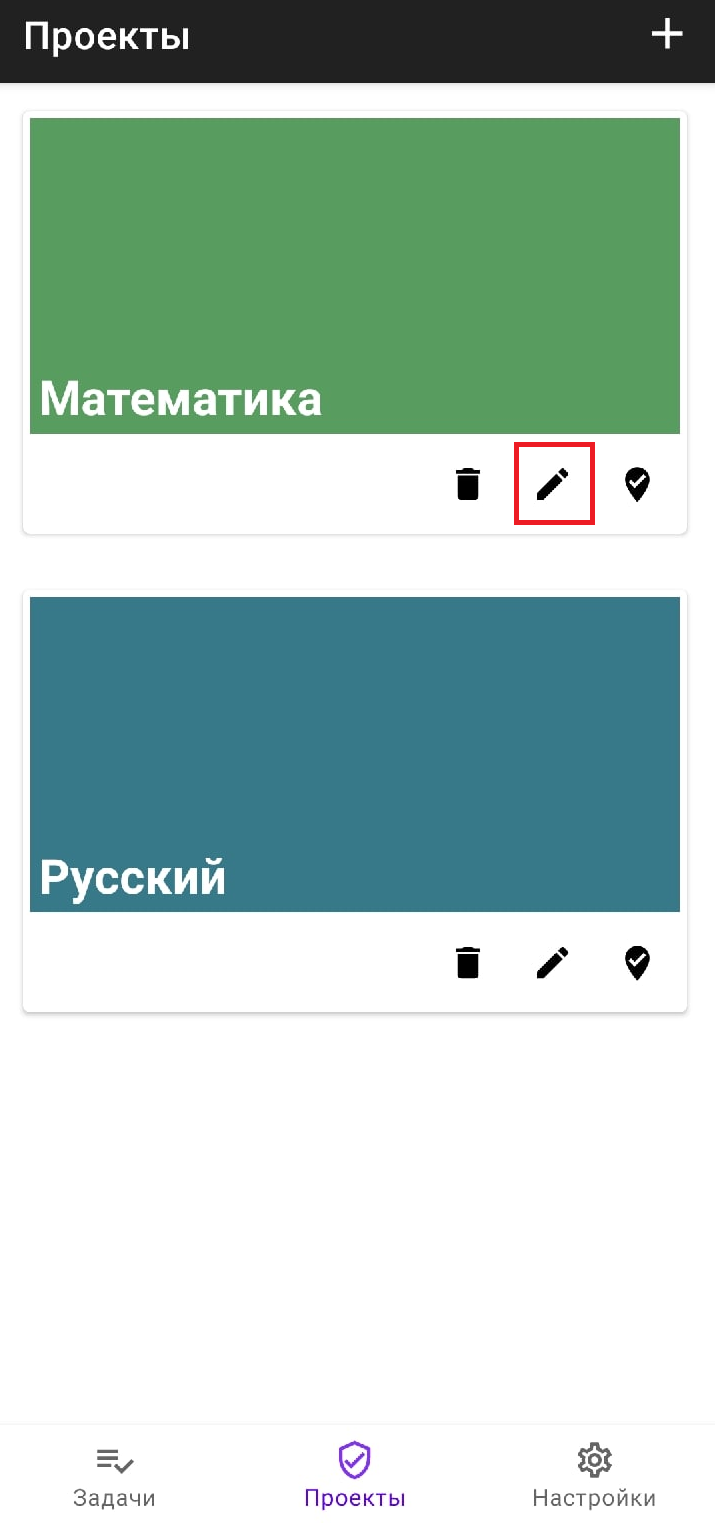 Проекты
Математика
Русский
Задачи
Проекты
Настройки